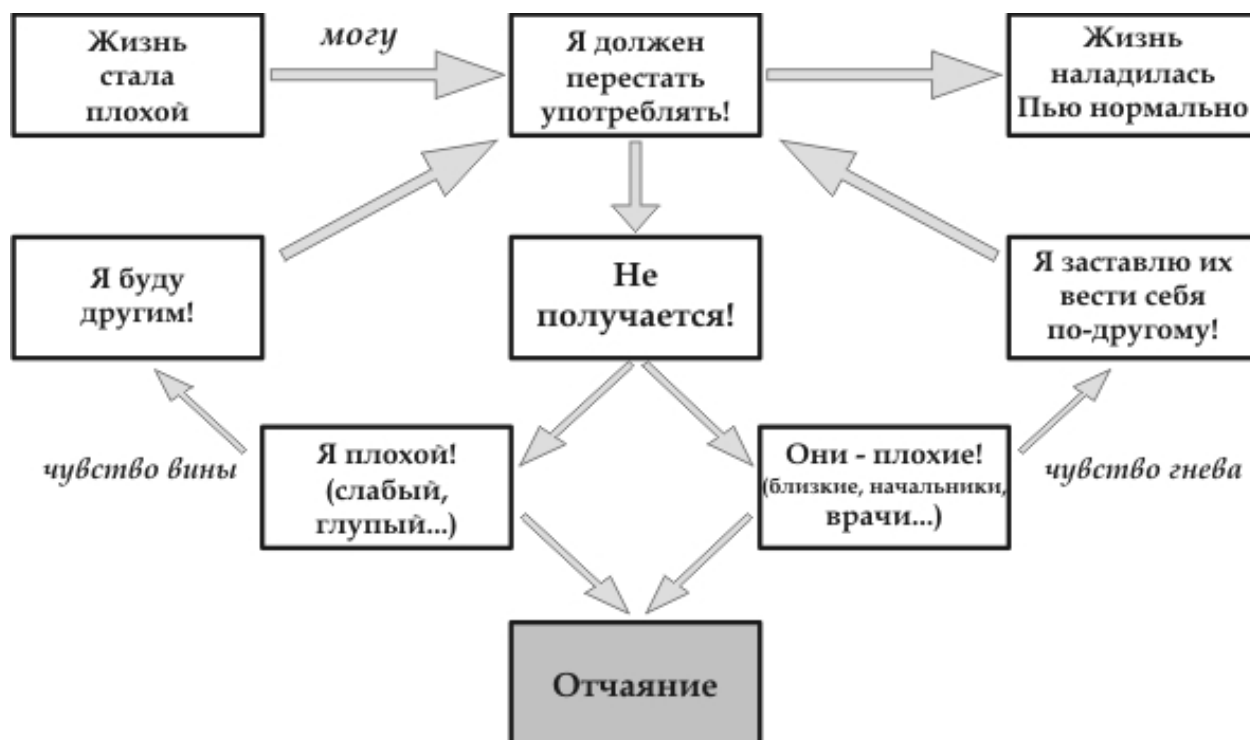 Жизнь
стала
плохой
могу
Я должен
перестать
употреблять!
Жизнь
наладилась
Пью нормально
Я буду
другим!
Не
получается!
Я заставлю их
вести себя
по-другому!
чувство вины
Я плохой!
(слабый,
глупый...)
Они - плохие!
(близкие, начальники,
врачи...)
чувство гнева
Отчаяние